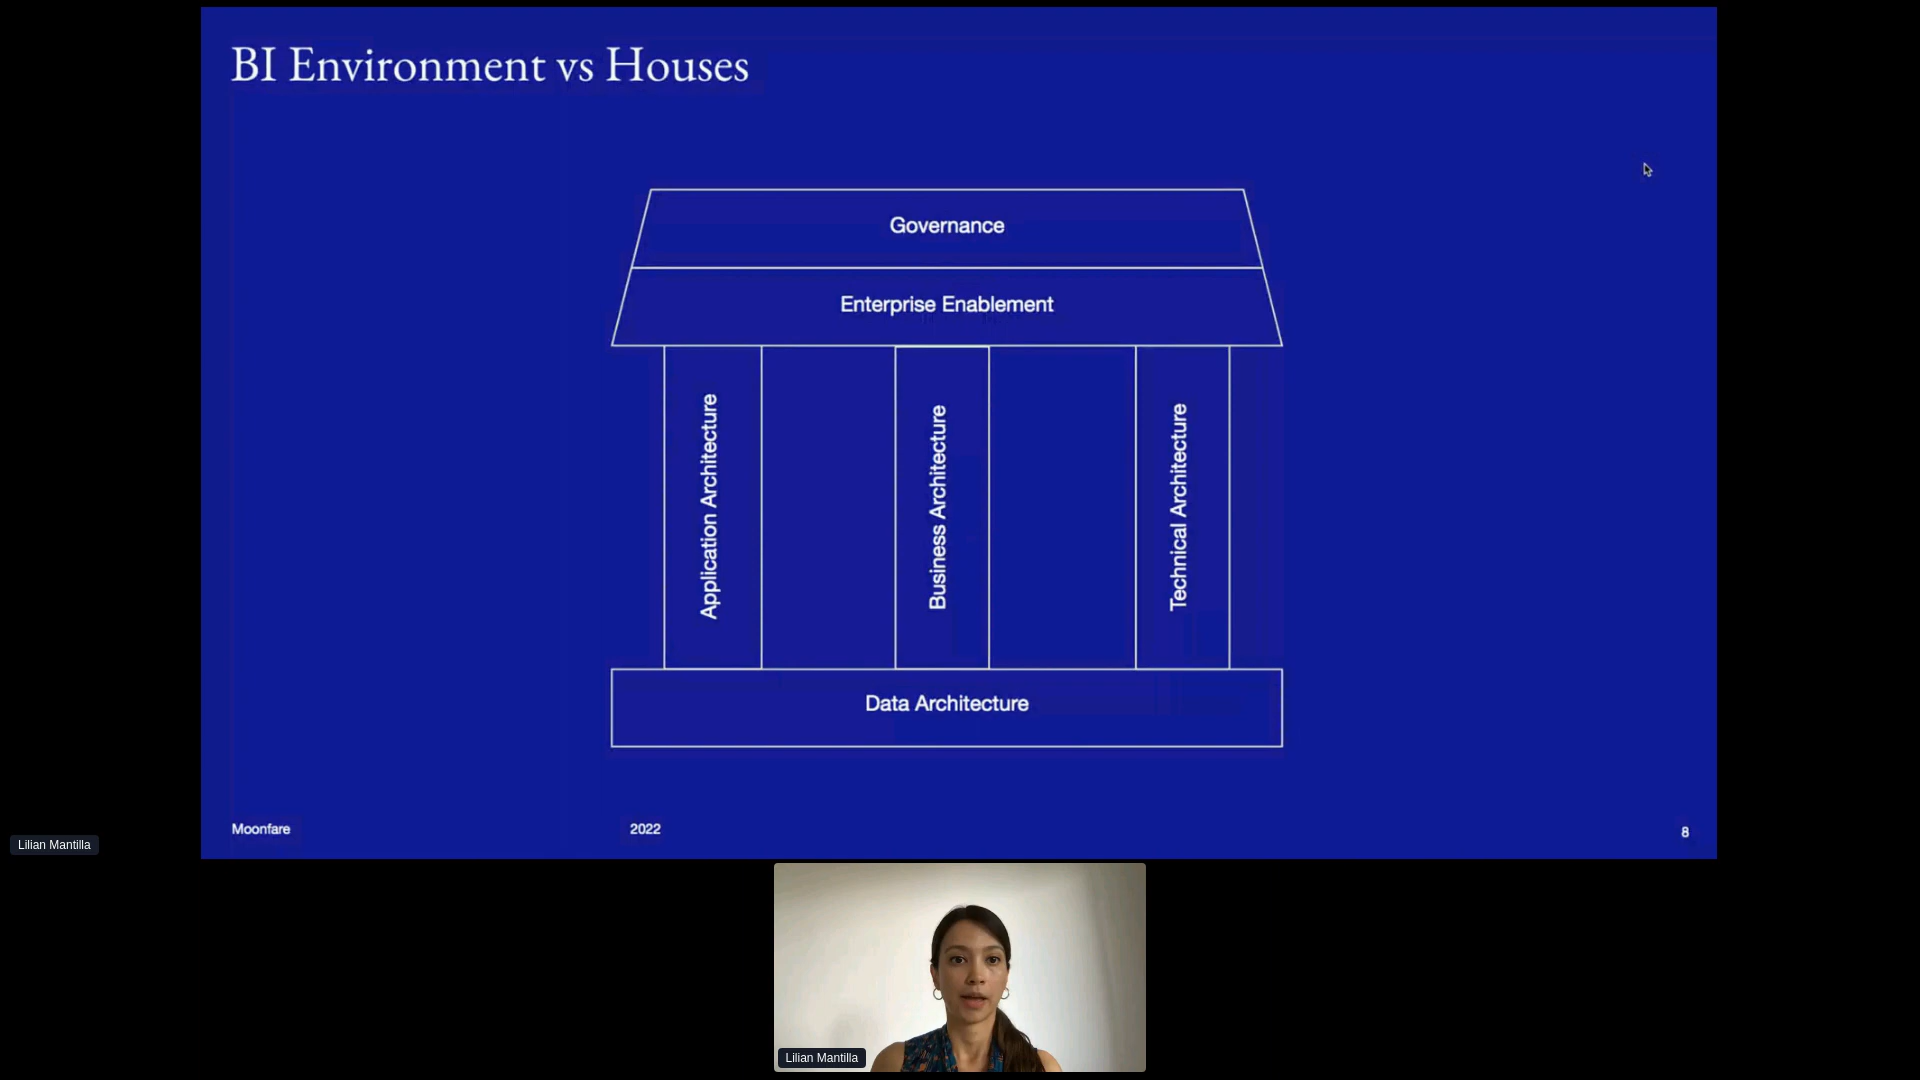 BI Environment vs Houses
Governance
Enterprise Enablement
Application Architecture
Business Architecture
Technical Architecture
Data Architecture
Moonfare
2022
8
Lilian Mantilla
Lilian Mantilla